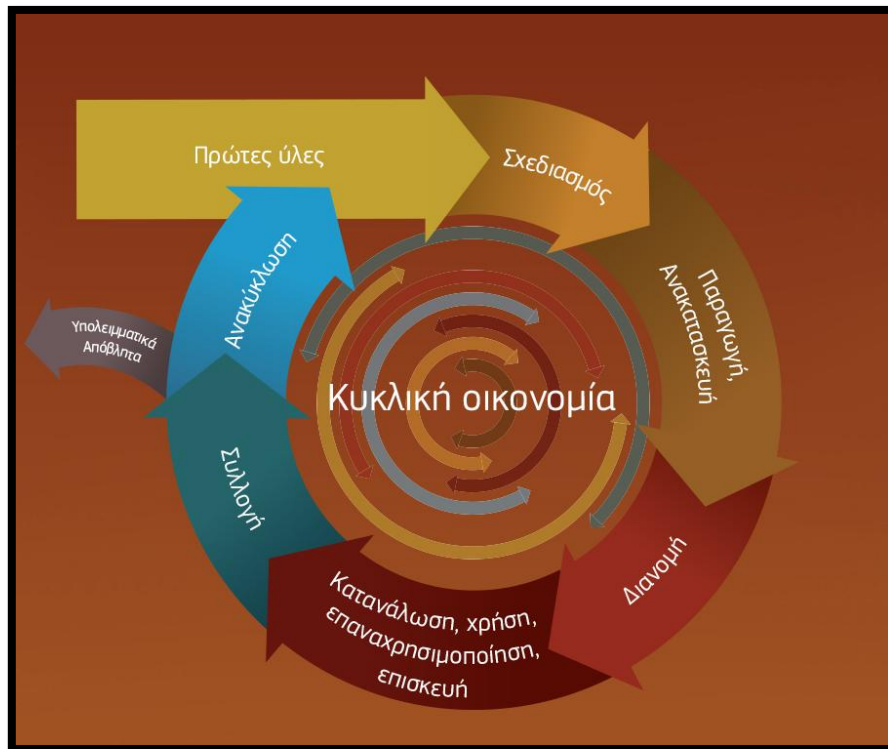 Πρώτες ύλες
Σχεδιασμός
Παραγωγή,
Ανακατασκευή
Διανομή
Κατανάλωση, χρήση,
επαναχρησιμοποίηση,
επισκευή
Συλλογή
Ανακύκλωση
Υπολειμματικά
Απόβλητα
Κυκλική οικονομία